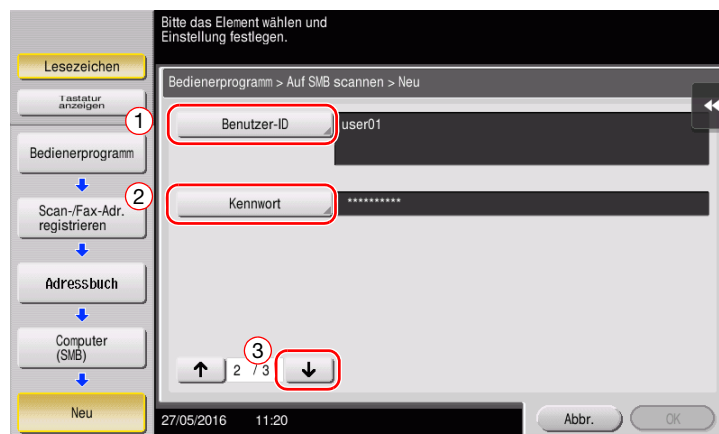 Bitte das Element wählen und
Einstellung festlegen.
Lesezeichen
Tastatur
anzeigen
Bedienerprogramm > Auf SMB scannen > Neu
1
Benutzer-ID
user01
Bedienerprogramm
2
Scan-/Fax-Adr.
registrieren
Kennwort
**********
Adressbuch
Computer
(SMB)
3
2 / 3
Neu
27/05/2016 11:20
Abbr.
OK